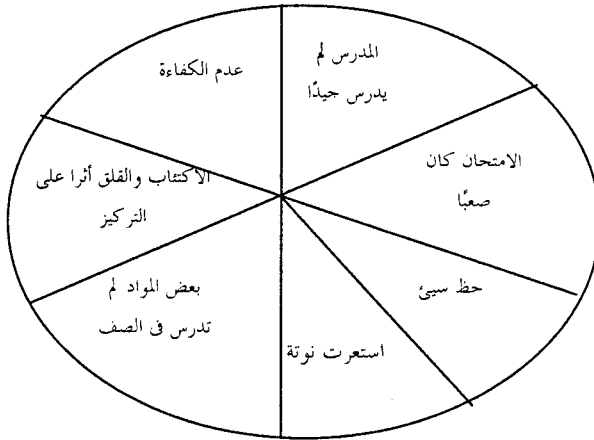 المدرس لم
يدرس جيدًا
عدم الكفاءة
الامتحان كان
صعبًا
الاكتئاب والقلق أثرا على
التركيز
حظ سيئ
بعض المواد لم
تدرس فى الصف
استعرت نوتة